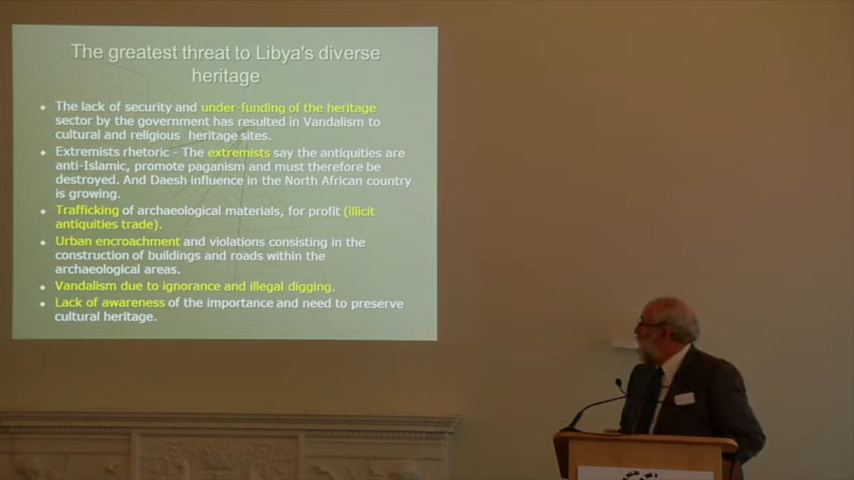 The greatest threat to Libya's diverse
heritage
The lack of security and under-funding of the heritage
sector by the government has resulted in Vandalism to
cultural and religious heritage sites.
Extremists rhetoric - The extremists say the antiquities are
anti-Islamic, promote paganism and must therefore be
destroyed. And Daesh influence in the North African country
is growing.
Trafficking of archaeological materials, for profit (illicit
antiquities trade).
Urban encroachment and violations consisting in the
construction of buildings and roads within the
archaeological areas.
Vandalism due to ignorance and illegal digging.
Lack of awareness of the importance and need to preserve
cultural heritage.